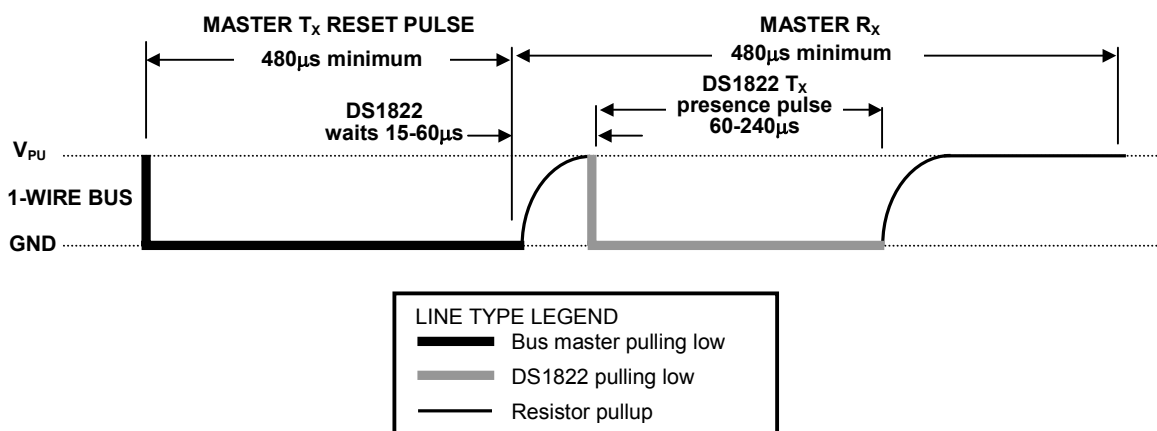 MASTER TX RESET PULSE
480μs minimum
MASTER RX
480μs minimum
DS1822
waits 15-60μs
DS1822 TX
presence pulse
60-240μs
VPU
1-WIRE BUS
GND
LINE TYPE LEGEND
Bus master pulling low
DS1822 pulling low
Resistor pullup